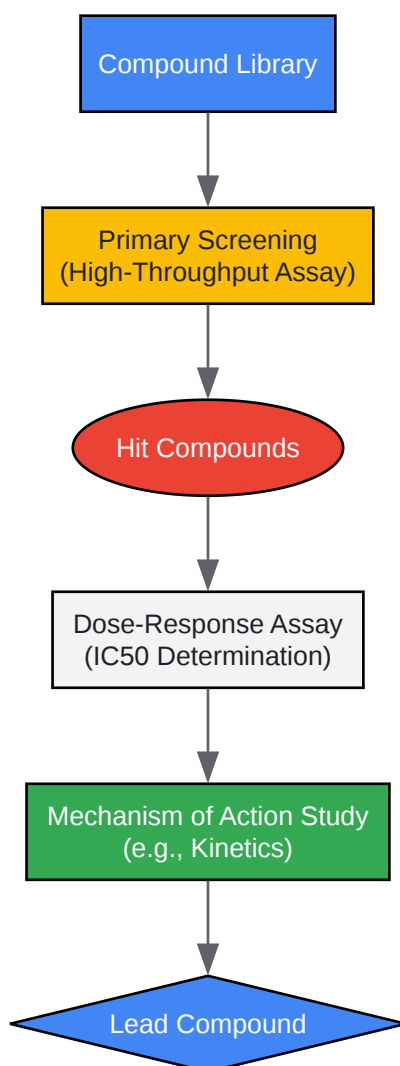 Compound Library
Primary Screening
(High-Throughput Assay)
Hit Compounds
Dose-Response Assay
(IC50 Determination)
Mechanism of Action Study
(e.g., Kinetics)
Lead Compound